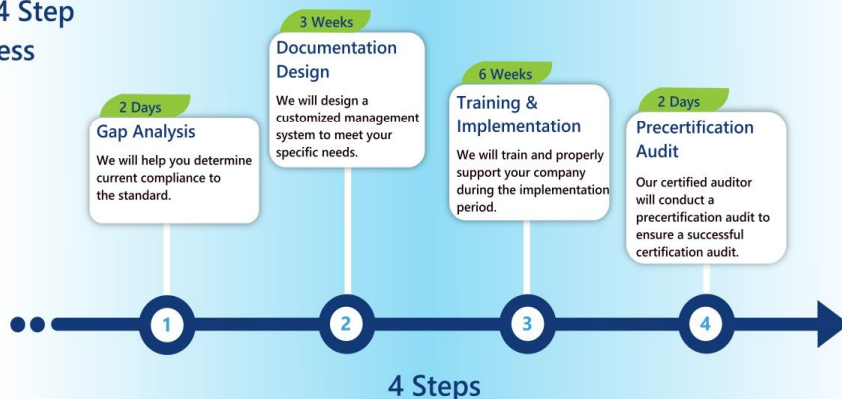 4 Step
ess
2 Days
Gap Analysis
We will help you determine
current compliance to
the standard.
3 Weeks
Documentation
Design
We will design a
customized management
system to meet your
specific needs.
6 Weeks
Training &
Implementation
We will train and properly
support your company
during the implementation
period.
2 Days
Precertification
Audit
Our certified auditor
will conduct a
precertification audit to
ensure a successful
certification audit.
1
2
3
4
4 Steps